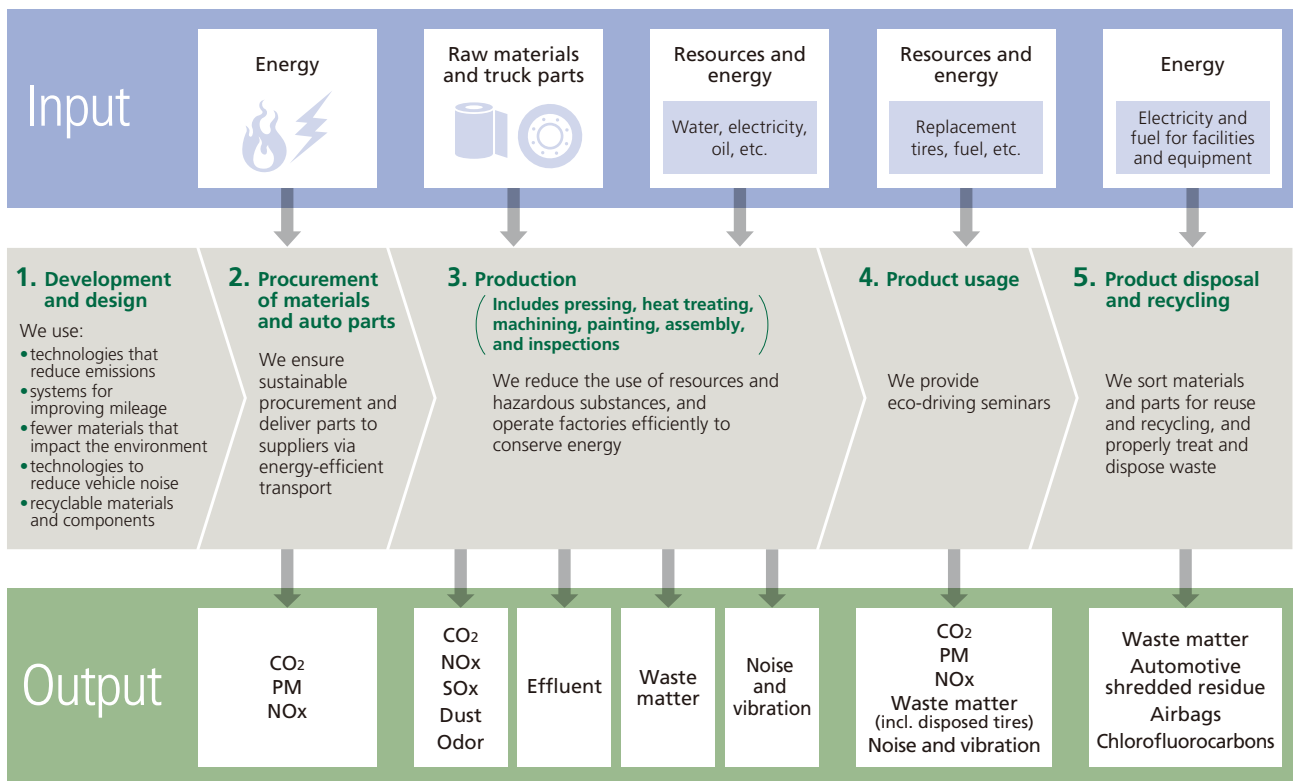 Input
Energy
Raw materials
and truck parts
Resources and
energy
Water, electricity,
oil, etc.
Resources and
energy
Replacement
tires, fuel, etc.
Energy
Electricity and
fuel for facilities
and equipment
1. Development
and design
We use:
•technologies that
reduce emissions
•systems for
improving mileage
•fewer materials that
impact the environment
•technologies to
reduce vehicle noise
•recyclable materials
and components
2. Procurement
of materials
and auto parts
We ensure
sustainable
procurement and
deliver parts to
suppliers via
energy-efficient
transport
3. Production
(Includes pressing, heat treating,
machining, painting, assembly,
and inspections)
We reduce the use of resources and
hazardous substances, and
operate factories efficiently to
conserve energy
4. Product usage
We provide
eco-driving seminars
5. Product disposal
and recycling
We sort materials
and parts for reuse
and recycling, and
properly treat and
dispose waste
Output
CO2
PM
NOx
CO2
NOx
SOx
Dust
Odor
Effluent
Waste
matter
Noise
and
vibration
CO2
PM
NOx
Waste matter
(incl. disposed tires)
Noise and vibration
Waste matter
Automotive
shredded residue
Airbags
Chlorofluorocarbons